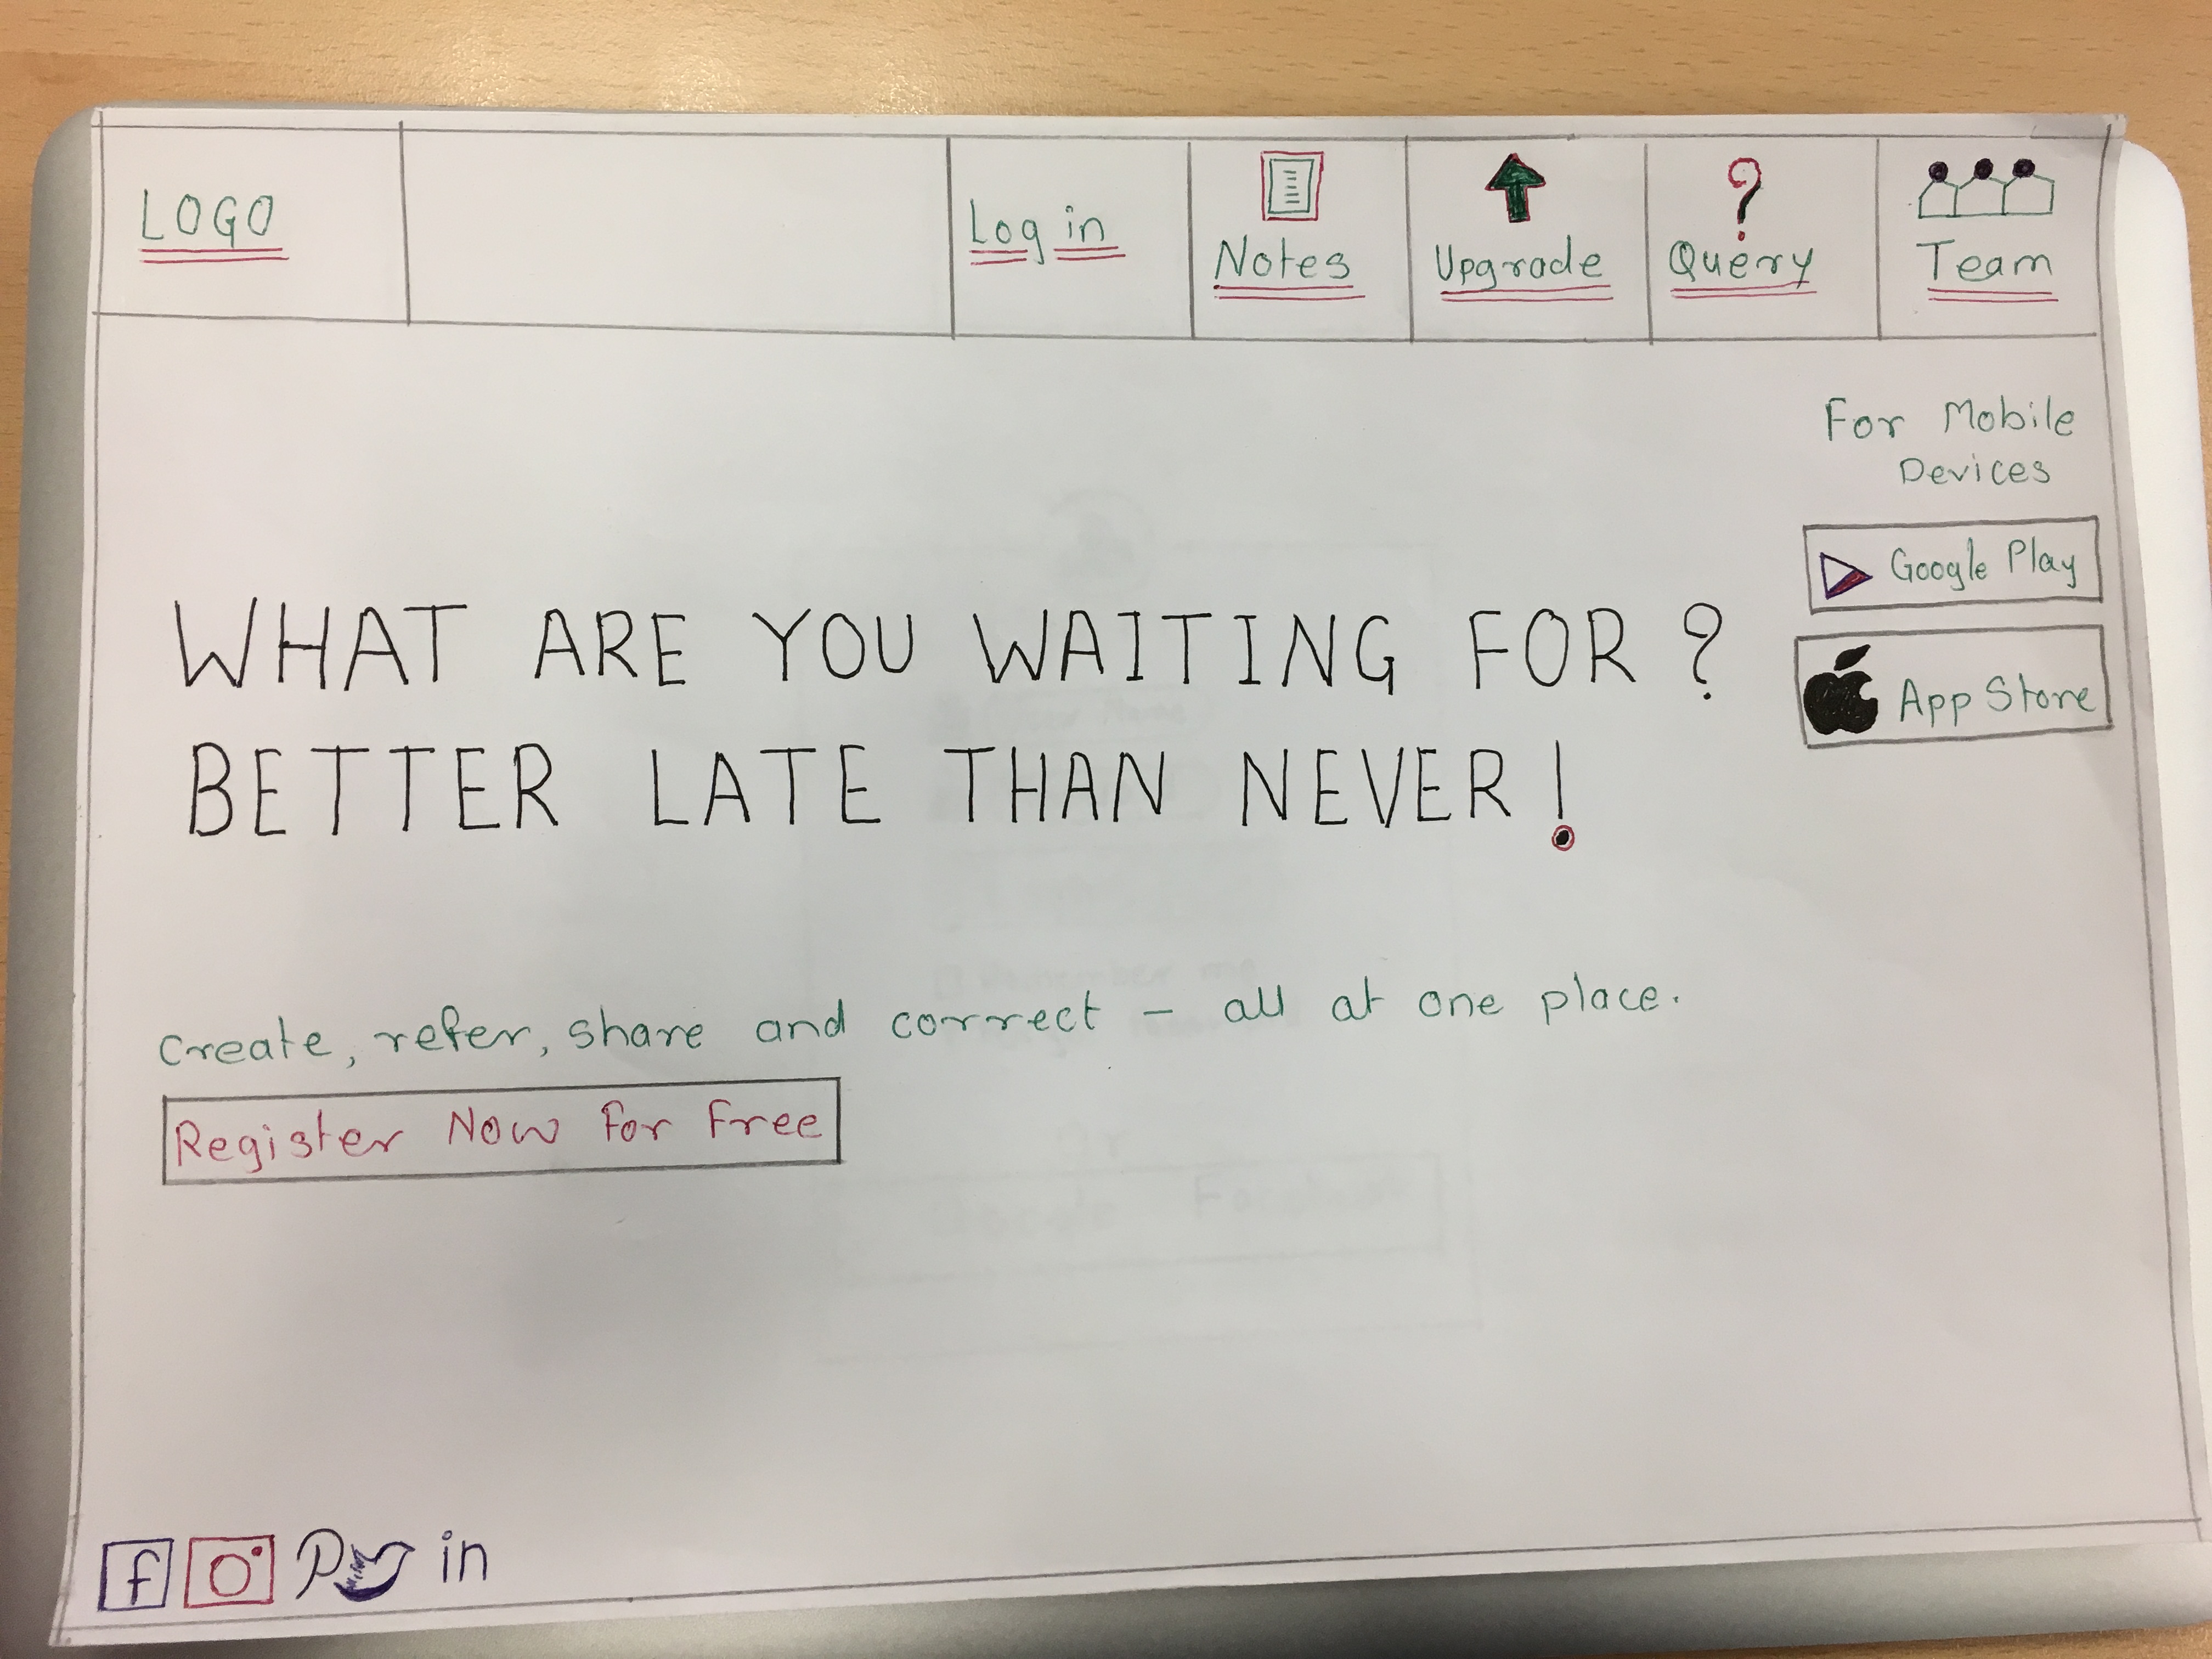 LOGO
Log in
Notes
Upgrade
? Query
Team
For Mobile
Devices
Google Play
App Store
WHAT ARE YOU WAITING FOR ?
BETTER LATE THAN NEVER !
Create, refer, share and correct - all at one place.
Register Now for Free
f P in